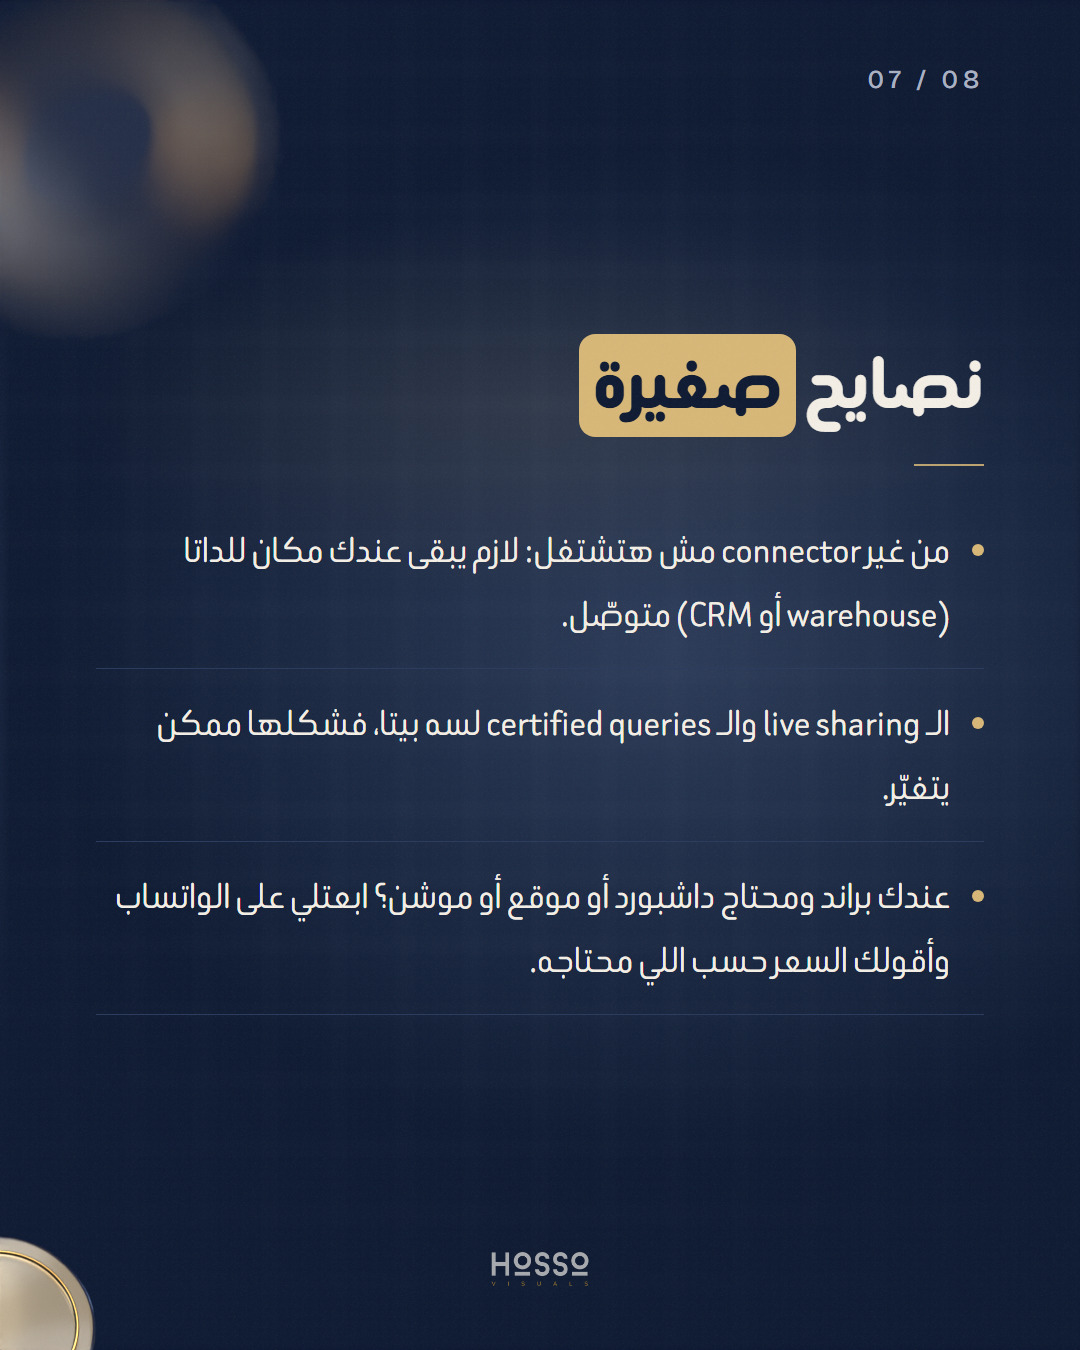 07 / 08
نصايح صغيرة
من غير connector مش هتشتغل: لازم يبقى عندك مكان للداتا
(warehouse أو CRM) متوصّل.
الـ live sharing والـ certified queries لسه بيتا، فشكلها ممكن
يتغيّر.
عندك براند ومحتاج داشبورد أو موقع أو موشن؟ ابعتلي على الواتساب
وأقولك السعر حسب اللي محتاجه.
HOSSO
VISUALS